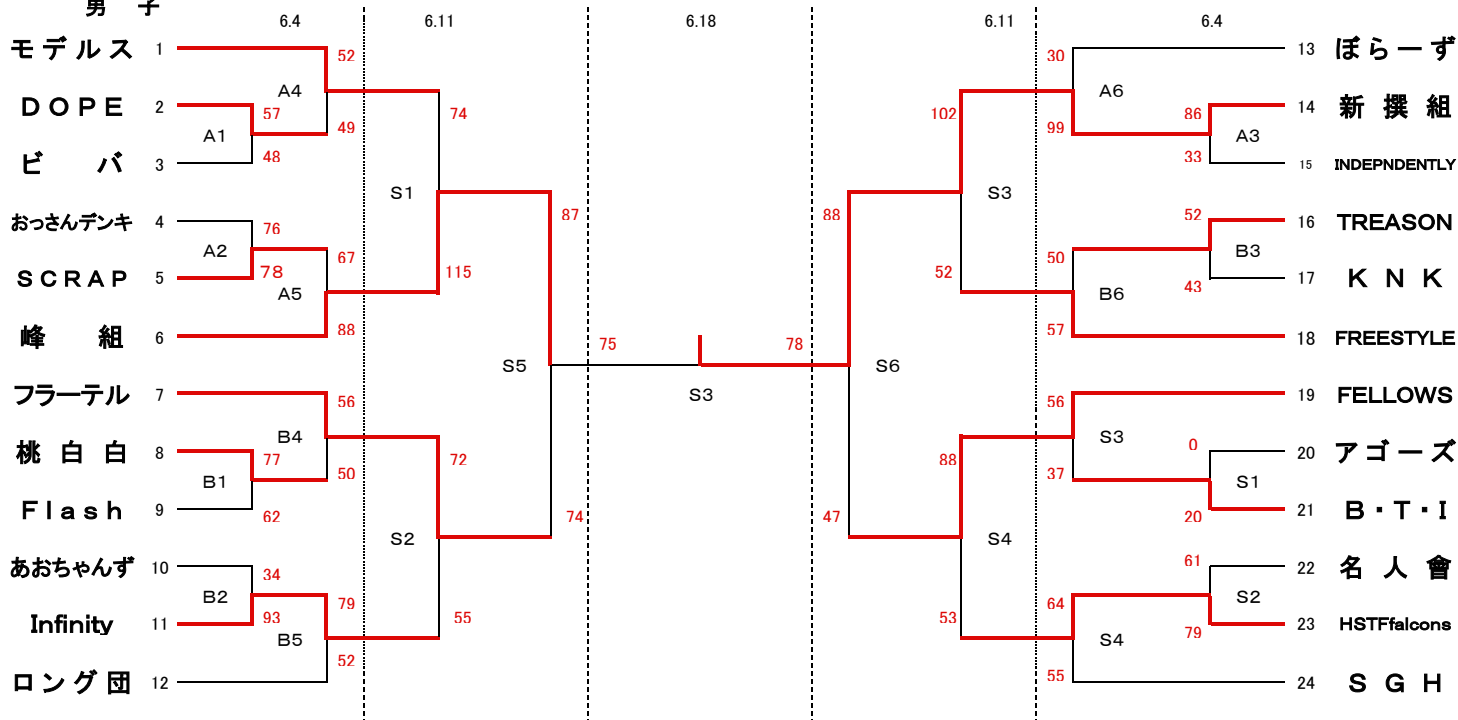 男 子
6.4 6.11 6.18 6.11 6.4
モデルス 1 52 30 13 ぼらーず
A4 A6
DOPE 2 57 74 102 86 14 新撰組
A1 49 99 A3
ビバ 3 48 33 15 INDEPNDENTLY
S1 S3
おっさんデンキ 4 76 87 88 52 16 TREASON
A2 67 50 B3
SCRAP 5 78 115 52 43 17 KNK
A5 B6
峰組 6 88 75 78 57 18 FREESTYLE
S5 S3 S6
フラーテル 7 56 56 19 FELLOWS
B4 S3
桃白白 8 77 50 72 88 37 0 20 アゴーズ
B1 S1
Flash 9 62 74 47 20 21 B・T・I
S2 S4
あおちゃんず 10 34 61 22 名人會
B2 79 64 S2
Infinity 11 93 55 53 79 23 HSTFfalcons
B5 S4
ロング団 12 52 55 24 SGH